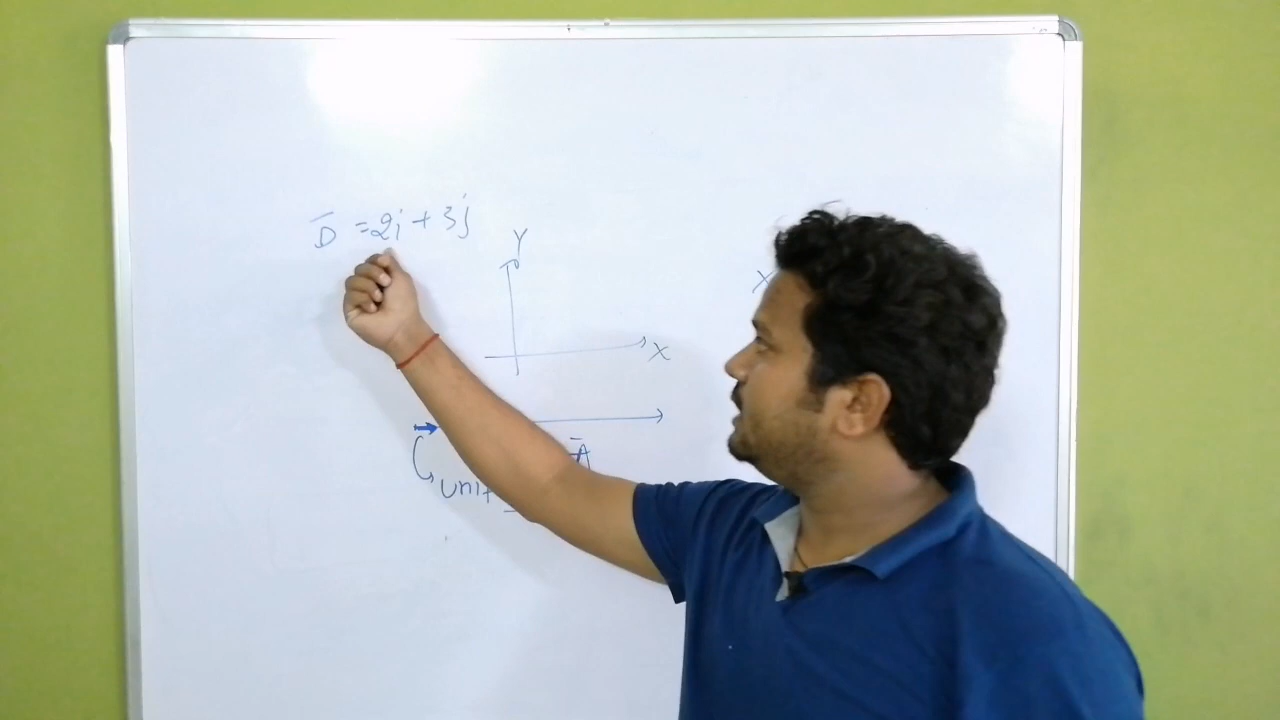 D̅ = 2i + 3j
Y
X
X
A̅
unit